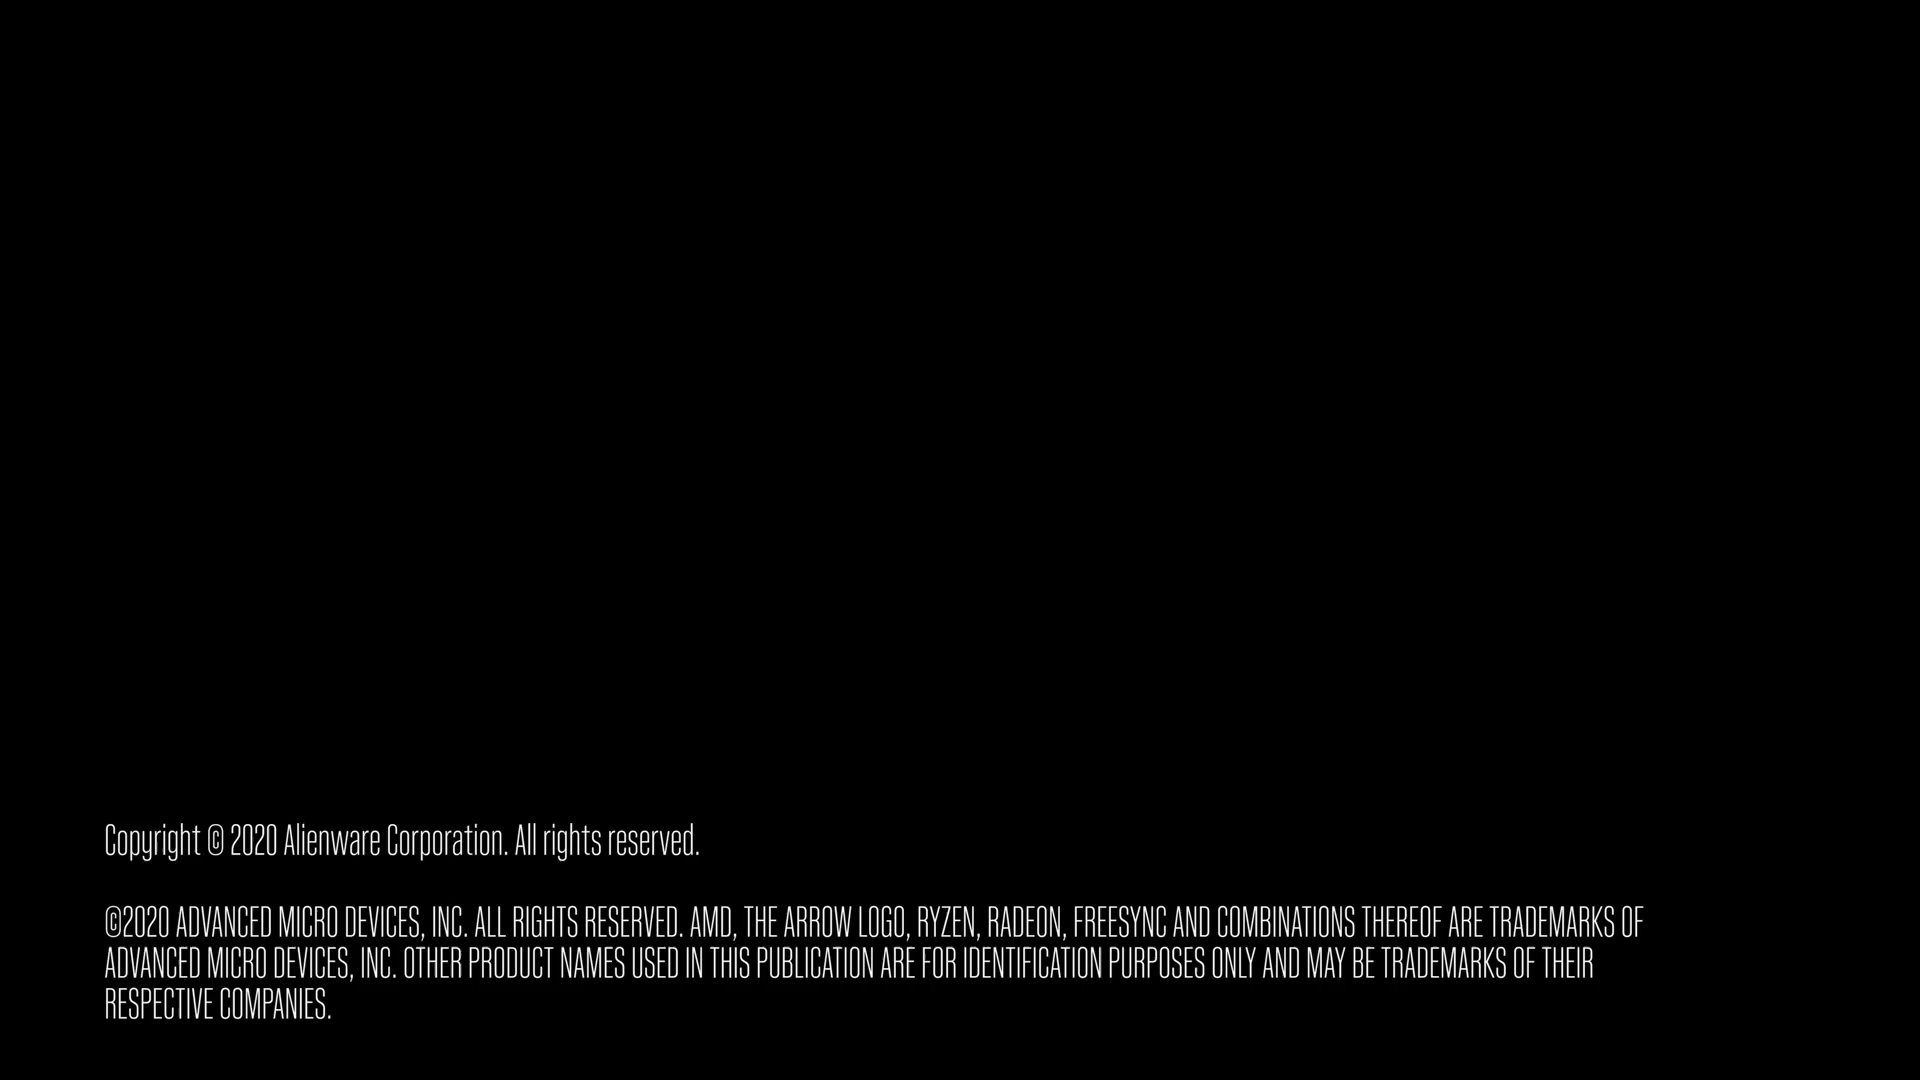 Copyright © 2020 Alienware Corporation. All rights reserved.
©2020 ADVANCED MICRO DEVICES, INC. ALL RIGHTS RESERVED. AMD, THE ARROW LOGO, RYZEN, RADEON, FREESYNC AND COMBINATIONS THEREOF ARE TRADEMARKS OF
ADVANCED MICRO DEVICES, INC. OTHER PRODUCT NAMES USED IN THIS PUBLICATION ARE FOR IDENTIFICATION PURPOSES ONLY AND MAY BE TRADEMARKS OF THEIR
RESPECTIVE COMPANIES.